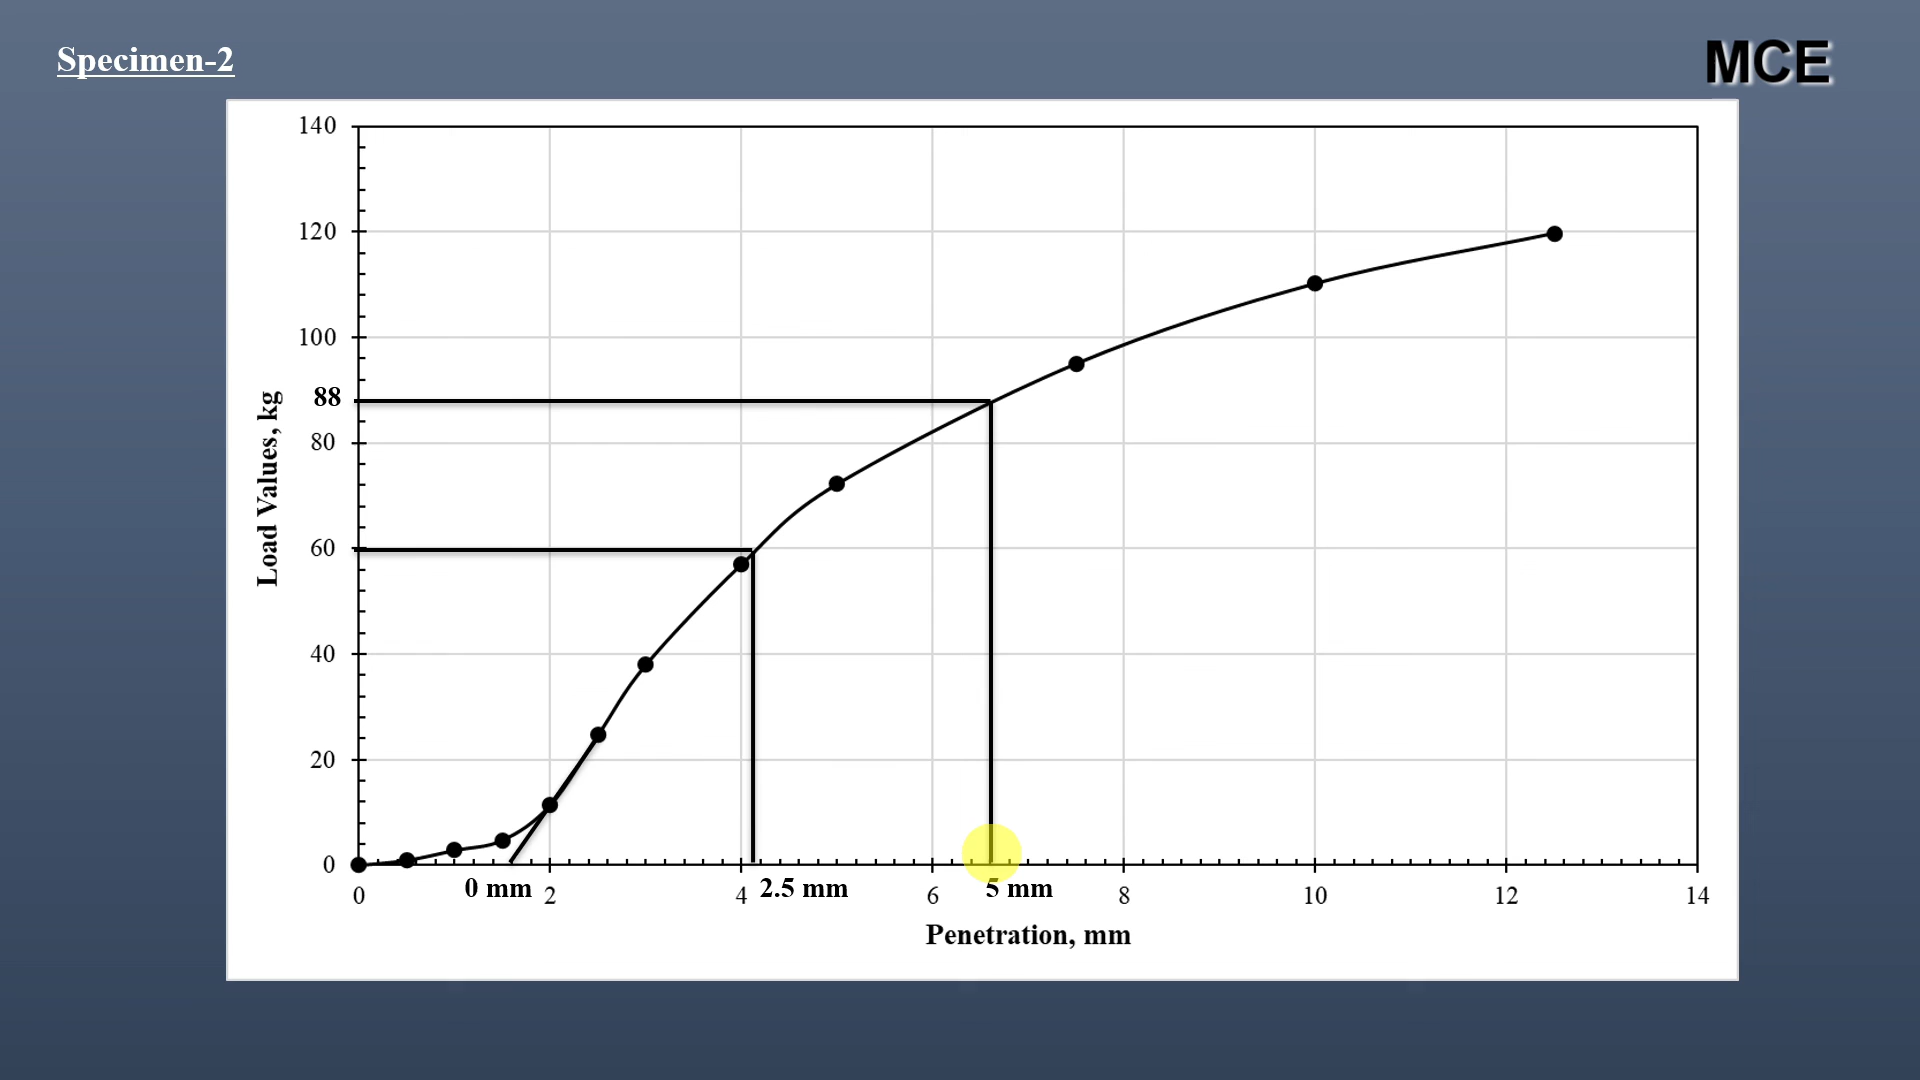 Specimen-2
MCE
140
120
100
88
80
60
40
20
0
Load Values, kg
0 mm
2.5 mm
5 mm
0 2 4 6 8 10 12 14
Penetration, mm